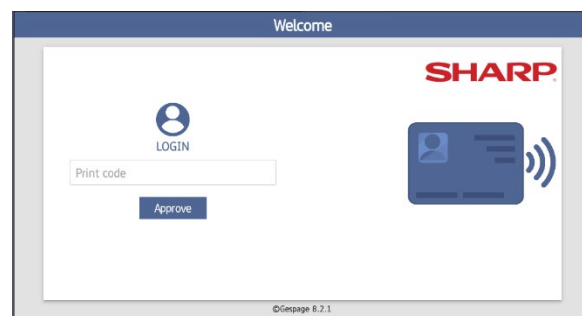 Welcome
SHARP
LOGIN
Print code
Approve
©Gespage 8.2.1